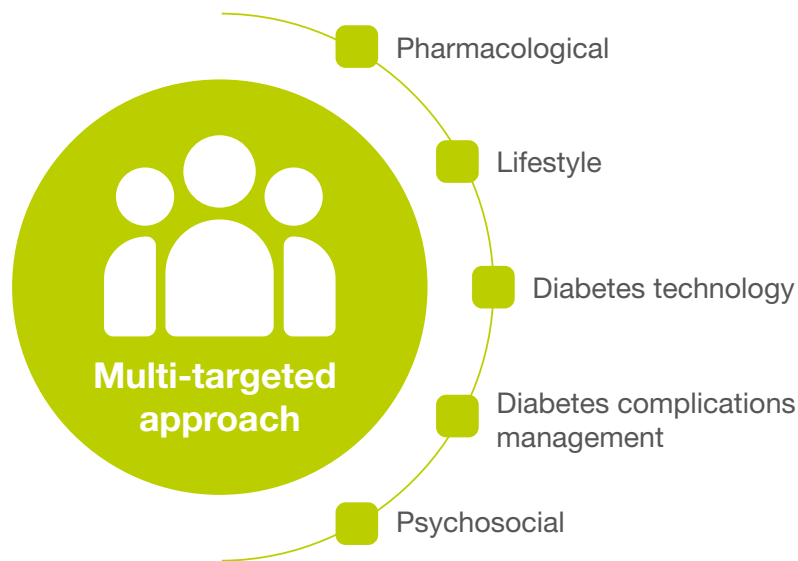 Pharmacological
Lifestyle
Diabetes technology
Multi-targeted
approach
Diabetes complications
management
Psychosocial